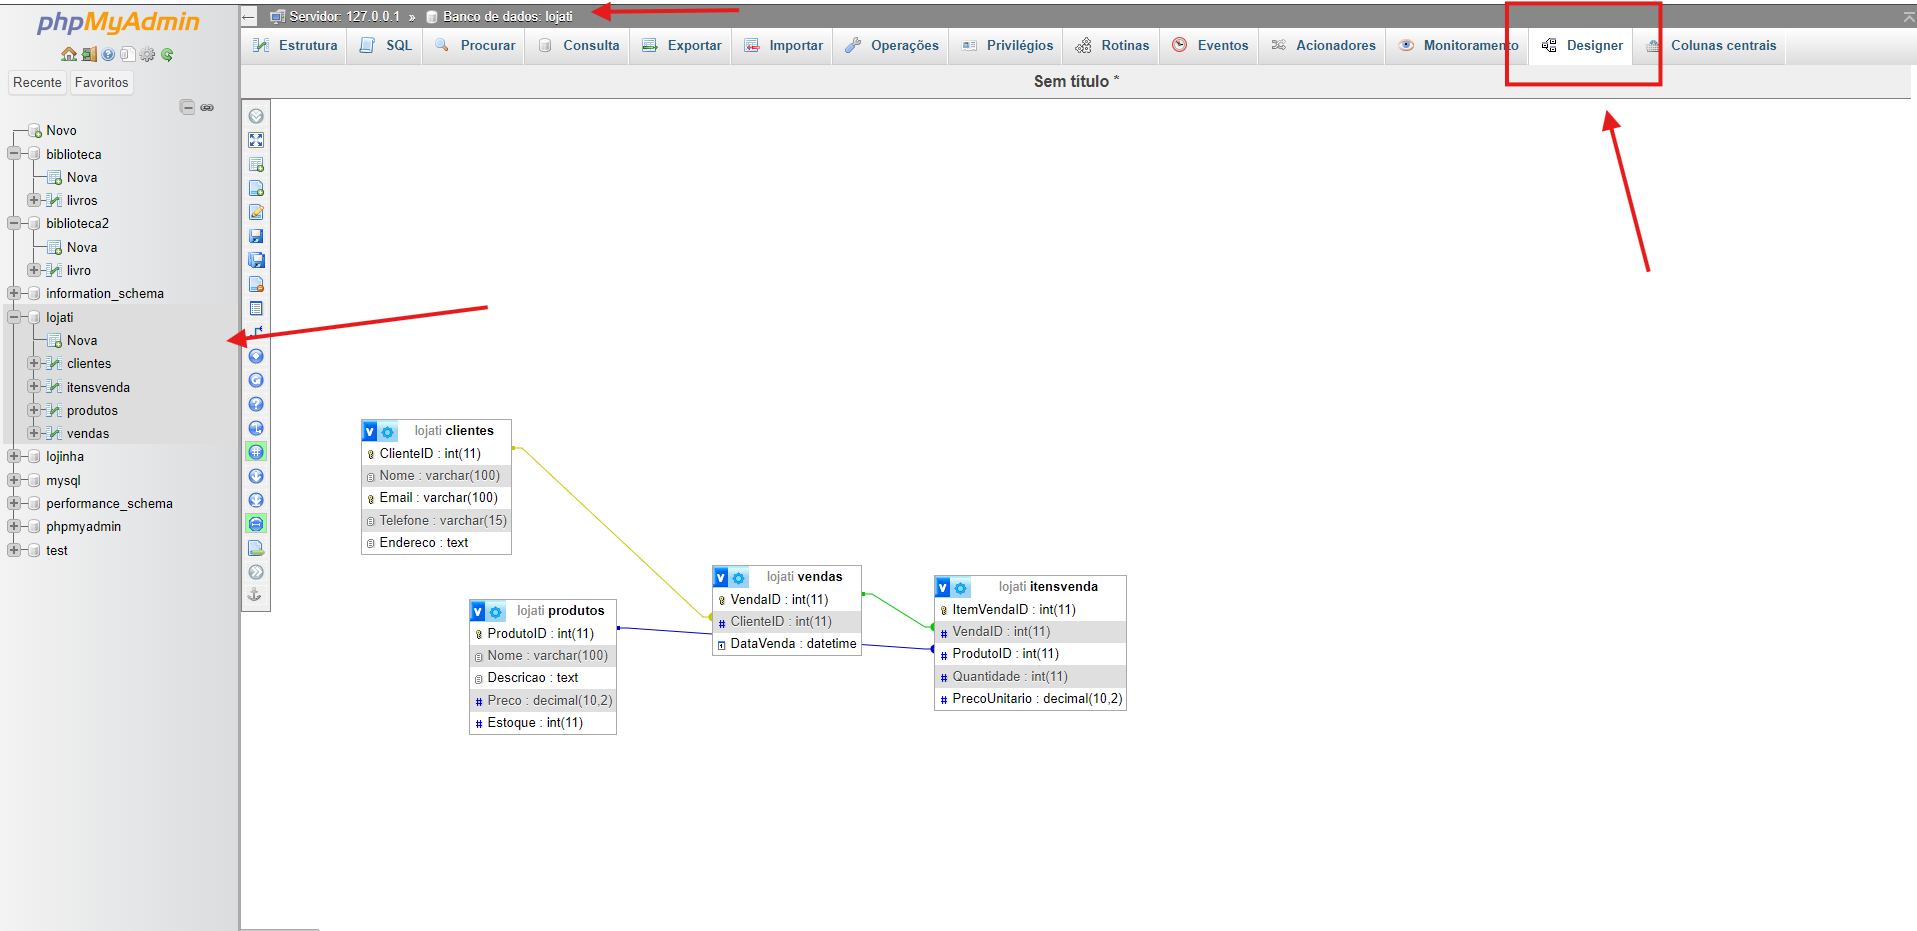 phpMyAdmin
Recente Favoritos
Novo
biblioteca
Nova
livros
biblioteca2
Nova
livro
information_schema
lojati
Nova
clientes
itensvenda
produtos
vendas
lojinha
mysql
performance_schema
phpmyadmin
test
Servidor: 127.0.0.1 » Banco de dados: lojati
Estrutura SQL Procurar Consulta Exportar Importar Operações Privilégios Rotinas Eventos Acionadores Monitoramento Designer Colunas centrais
Sem título *
lojati clientes
ClienteID : int(11)
Nome : varchar(100)
Email : varchar(100)
Telefone : varchar(15)
Endereco : text
lojati produtos
ProdutoID : int(11)
Nome : varchar(100)
Descricao : text
# Preco : decimal(10,2)
# Estoque : int(11)
lojati vendas
VendaID : int(11)
# ClienteID : int(11)
DataVenda : datetime
lojati itensvenda
ItemVendaID : int(11)
# VendaID : int(11)
# ProdutoID : int(11)
# Quantidade : int(11)
# PrecoUnitario : decimal(10,2)